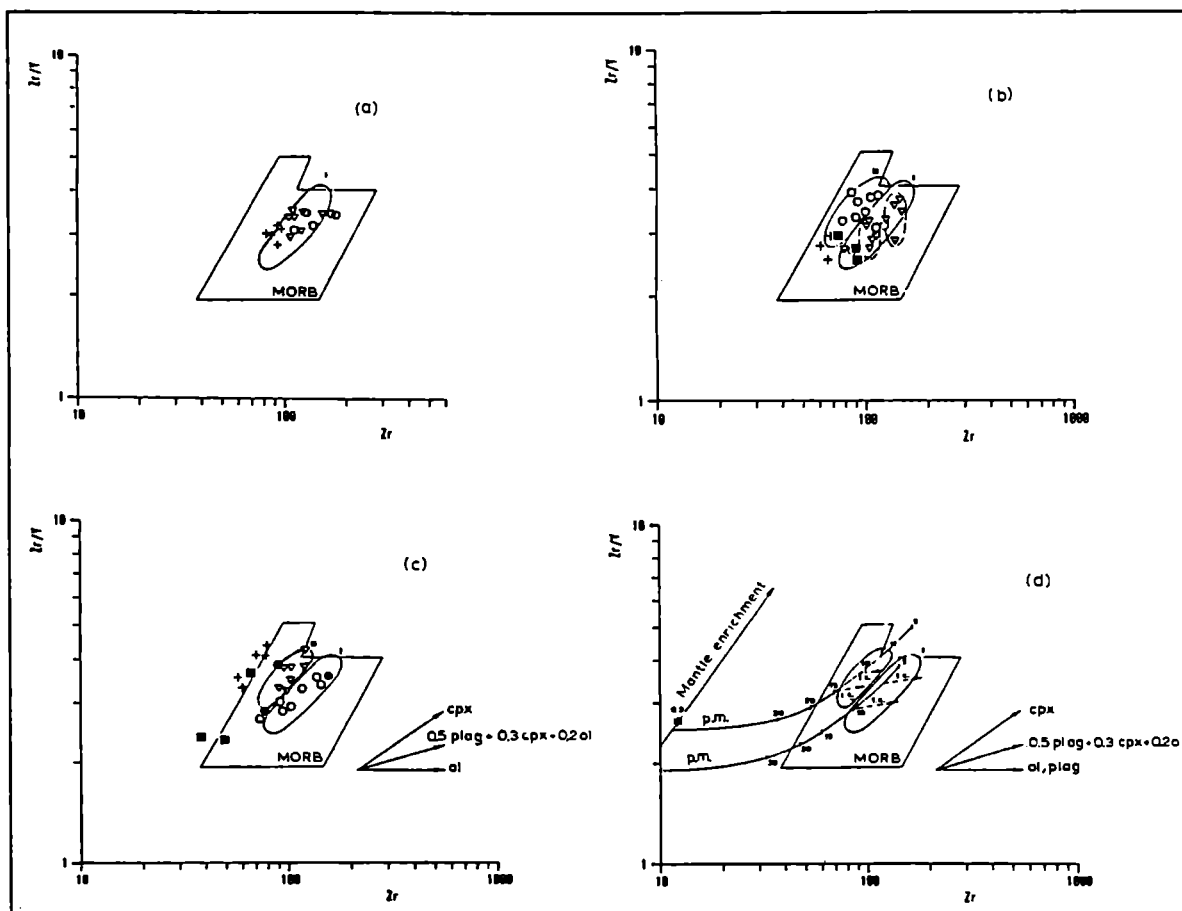 10
Zr/Y
(a)
I
MORB
1
10
100
Zr
10
Zr/Y
(b)
II
I
MORB
1
10
100
1000
Zr
10
Zr/Y
(c)
II
I
MORB
cpx
0.5 plag + 0.3 cpx + 0.2 ol
ol
1
10
100
1000
Zr
10
Zr/Y
(d)
Mantle enrichment
p.m.
p.m.
MORB
cpx
0.5 plag + 0.3 cpx + 0.2 o
ol, plag
1
10
100
1000
Zr